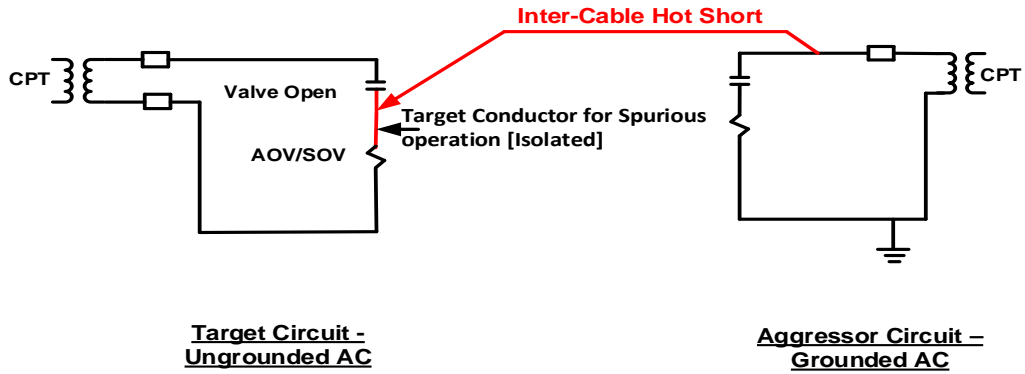 Inter-Cable Hot Short
CPT
Valve Open
Target Conductor for Spurious
operation [Isolated]
AOV/SOV
CPT
Target Circuit -
Ungrounded AC
Aggressor Circuit –
Grounded AC